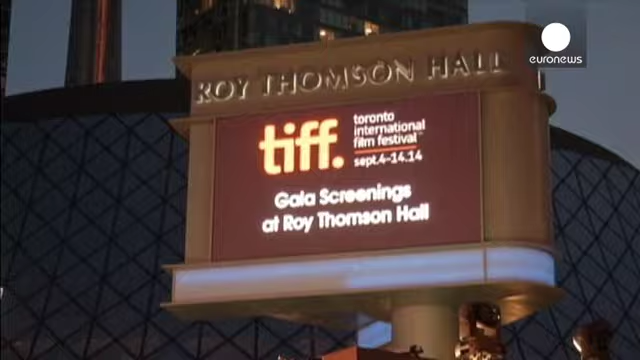 euronews
ROY THOMSON HALL
tiff.
toronto
international
film festival
sept.4-14.14
Gala Screenings
at Roy Thomson Hall